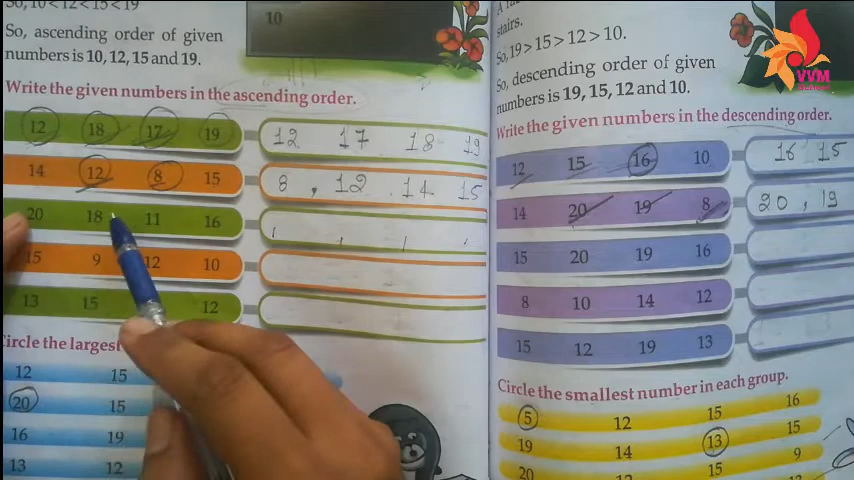 So, 10 < 12 < 15 < 19
So, ascending order of given
numbers is 10, 12, 15 and 19.
Write the given numbers in the ascending order.
12 18 17 19 12 17 18 19
14 12 8 15 8, 12 14 15
20 18 11 16
15 9 12 10
13 15 12
Circle the largest
12 15
20 15
16 19
13 12
10
stairs.
So, 19 > 15 > 12 > 10.
So, descending order of given
numbers is 19, 15, 12 and 10.
Write the given numbers in the descending order.
12 15 16 10 16 15
14 20 19 8 20, 19
15 20 19 16
8 10 14 12
15 12 19 13
Circle the smallest number in each group.
5 12 15 16
19 14 13 15
20 15 9
VVM